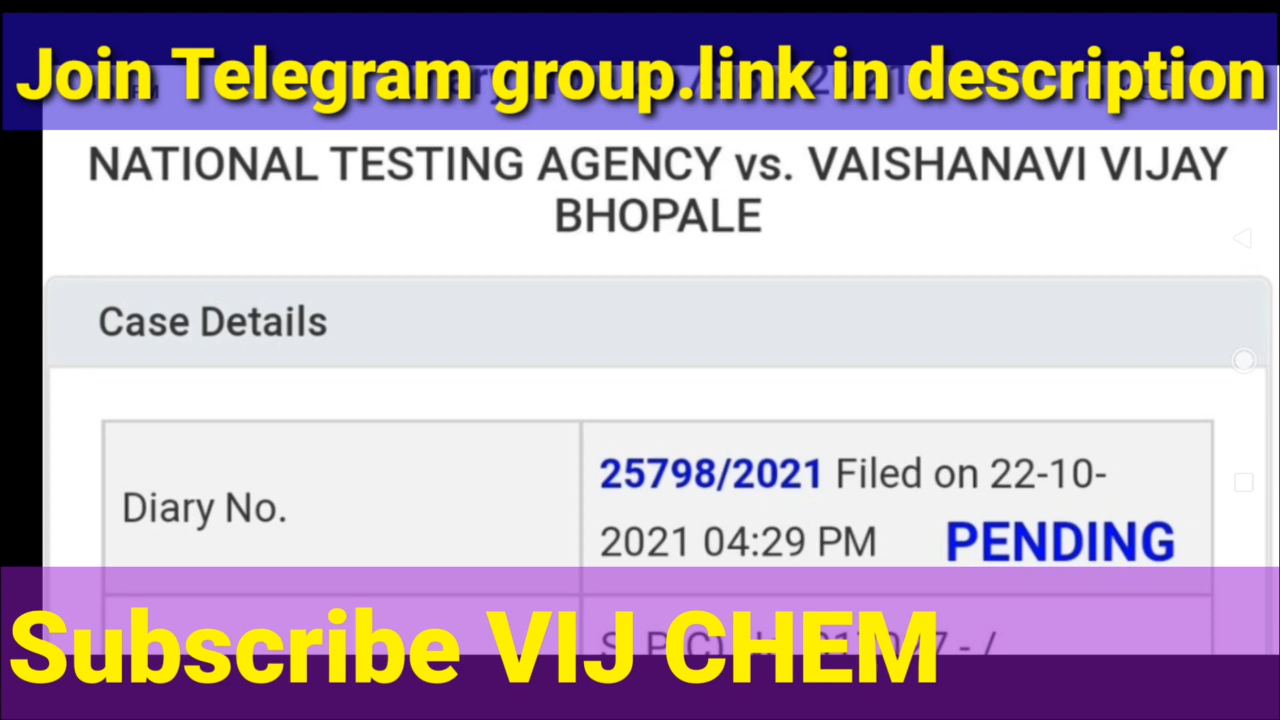 Join Telegram group.link in description
NATIONAL TESTING AGENCY vs. VAISHANAVI VIJAY
BHOPALE
Case Details
Diary No.
25798/2021 Filed on 22-10-
2021 04:29 PM PENDING
Subscribe VIJ CHEM